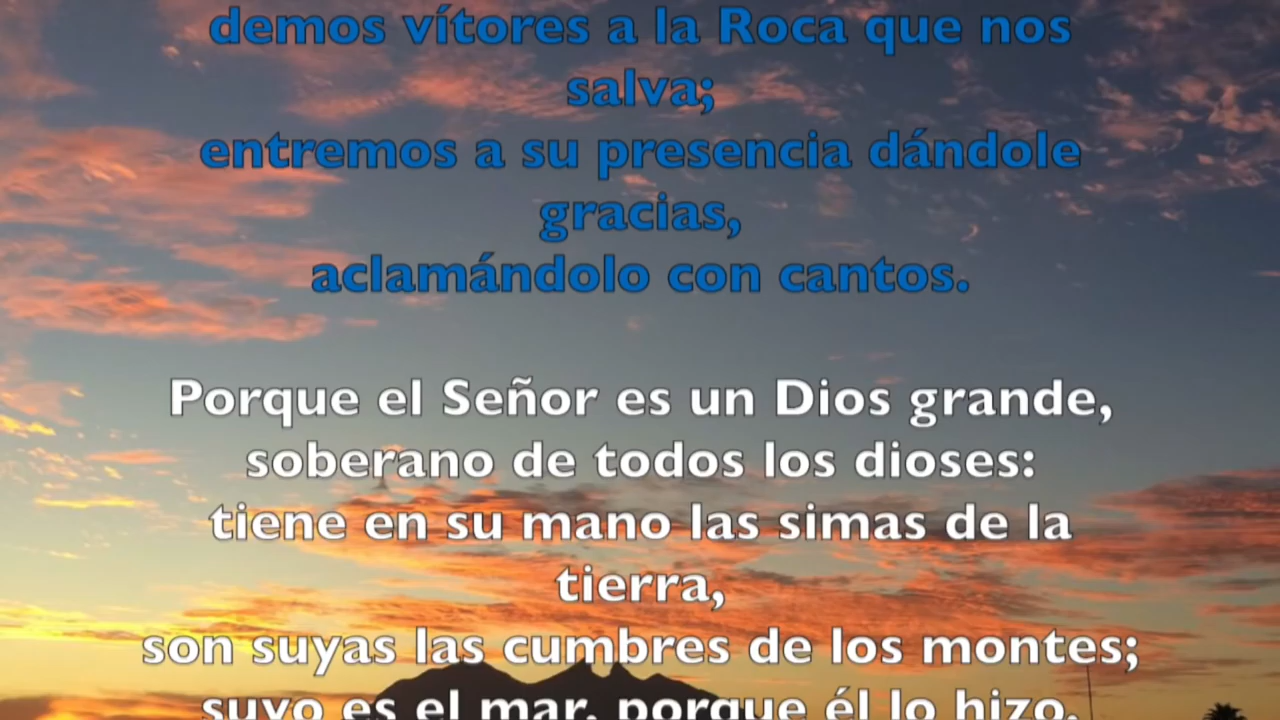 demos vítores a la Roca que nos
salva;
entremos a su presencia dándole
gracias,
aclamándolo con cantos.
Porque el Señor es un Dios grande,
soberano de todos los dioses:
tiene en su mano las simas de la
tierra,
son suyas las cumbres de los montes;
suyo es el mar, porque él lo hizo,